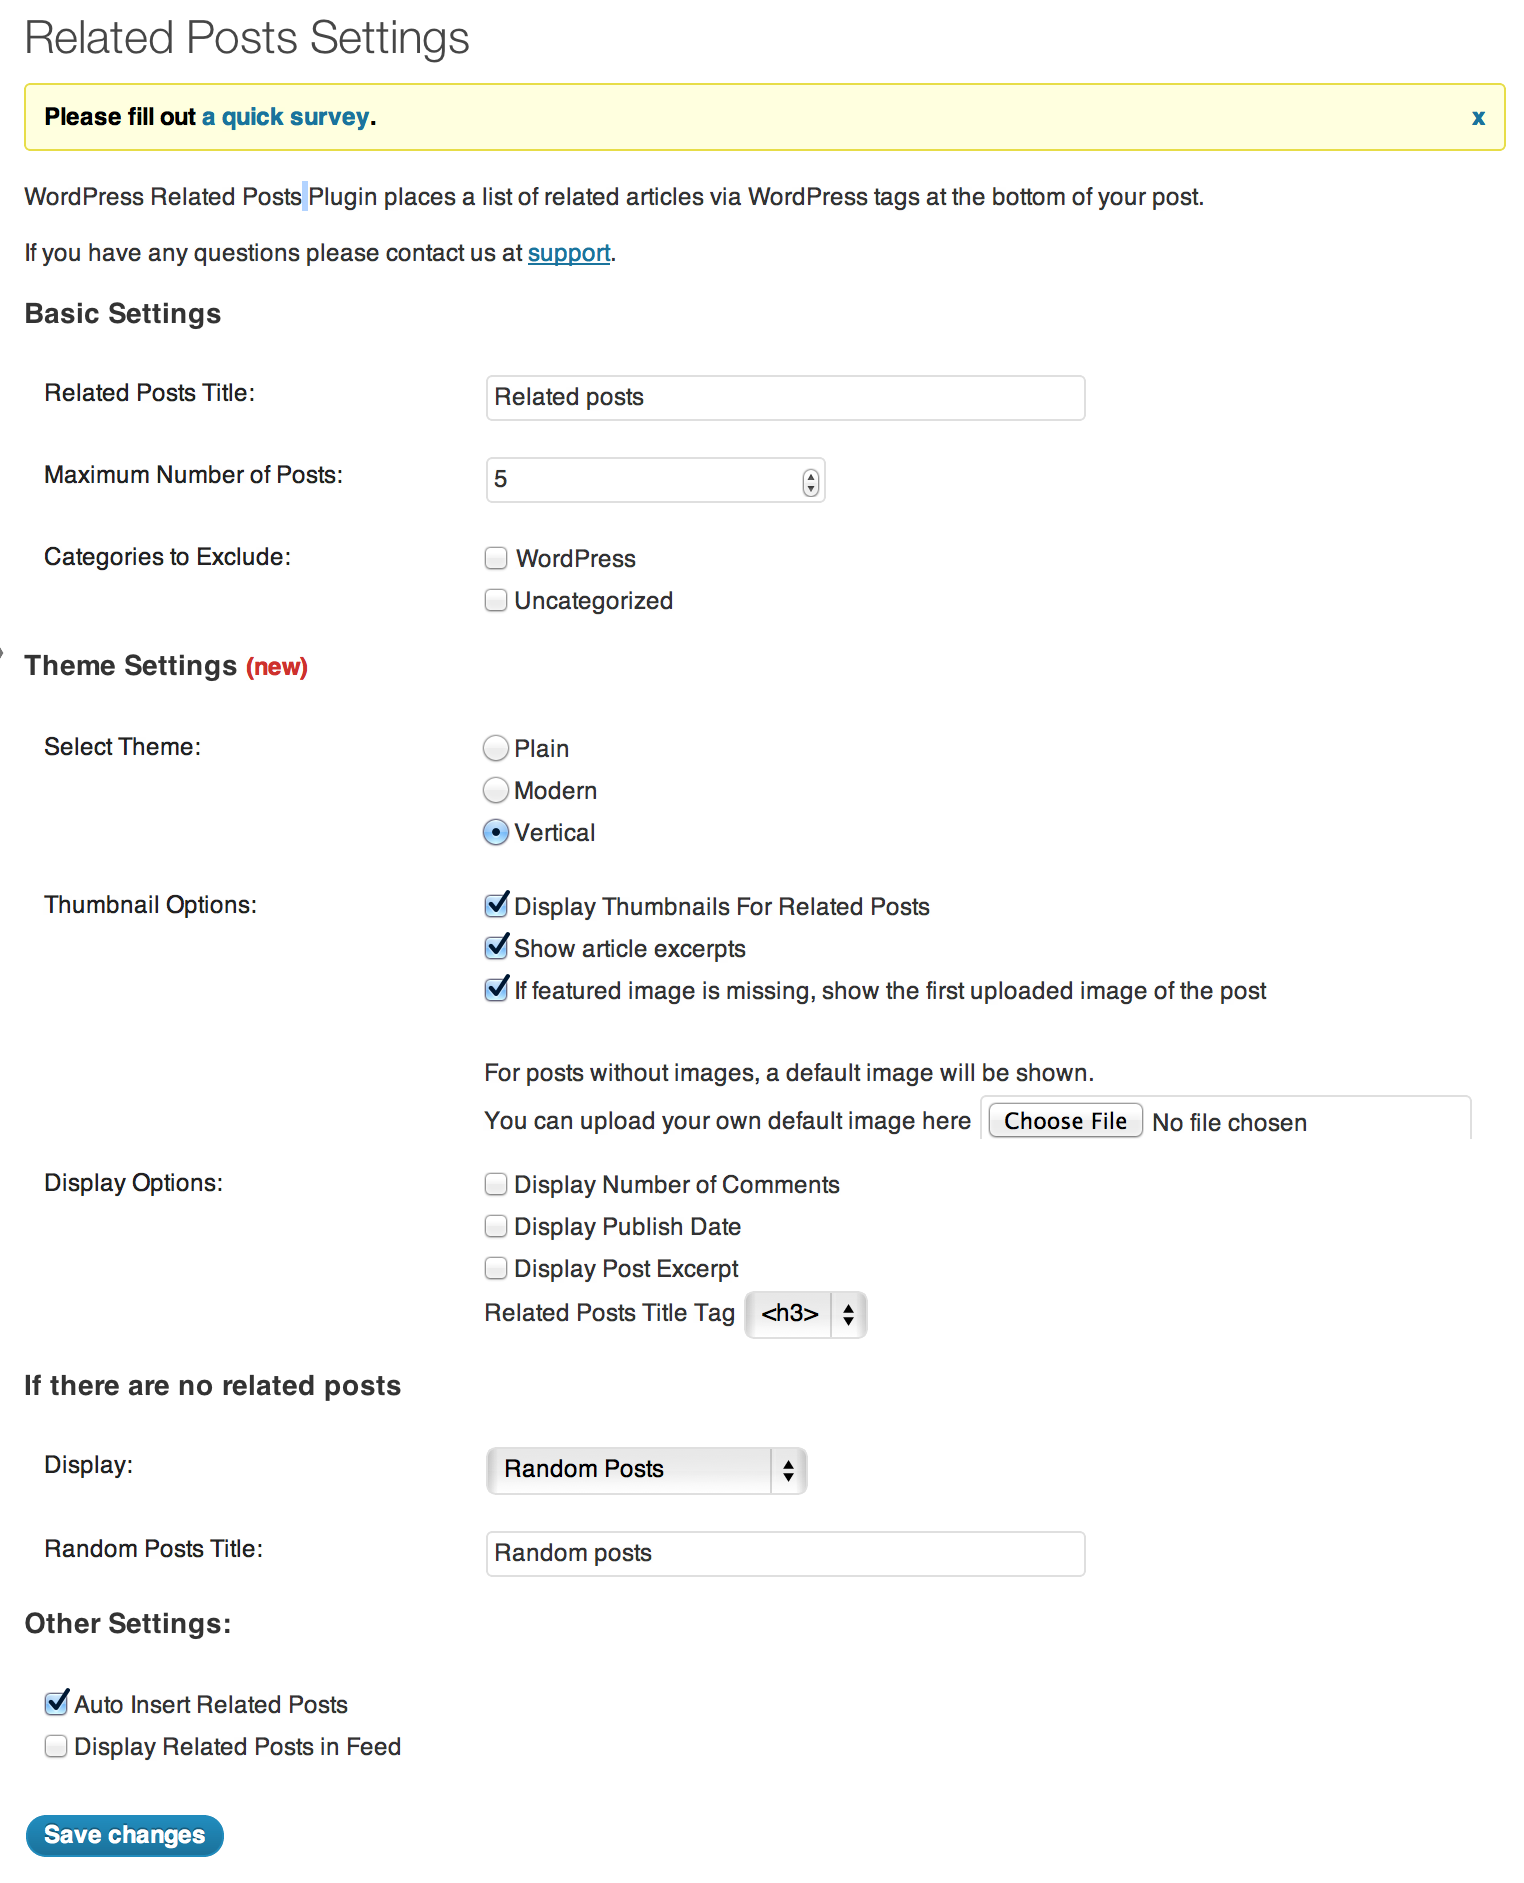 Related Posts Settings
Please fill out a quick survey. x
WordPress Related Posts Plugin places a list of related articles via WordPress tags at the bottom of your post.
If you have any questions please contact us at support.
Basic Settings
Related Posts Title: Related posts
Maximum Number of Posts: 5
Categories to Exclude: WordPress
Uncategorized
Theme Settings (new)
Select Theme: Plain
Modern
Vertical
Thumbnail Options: Display Thumbnails For Related Posts
Show article excerpts
If featured image is missing, show the first uploaded image of the post
For posts without images, a default image will be shown.
You can upload your own default image here Choose File No file chosen
Display Options: Display Number of Comments
Display Publish Date
Display Post Excerpt
Related Posts Title Tag <h3>
If there are no related posts
Display: Random Posts
Random Posts Title: Random posts
Other Settings:
Auto Insert Related Posts
Display Related Posts in Feed
Save changes